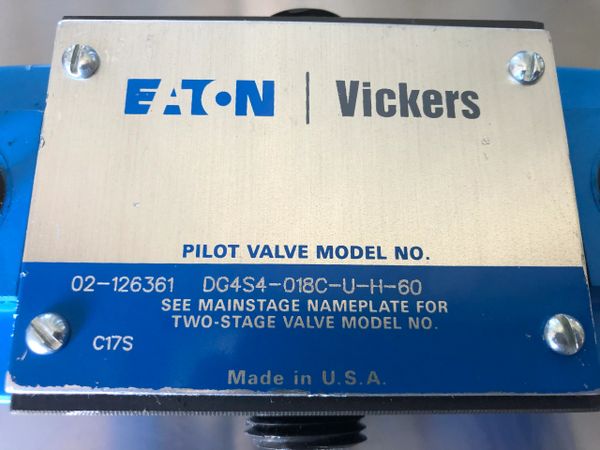 EATON | Vickers
PILOT VALVE MODEL NO.
02-126361 DG4S4-018C-U-H-60
SEE MAINSTAGE NAMEPLATE FOR
TWO-STAGE VALVE MODEL NO.
C17S
Made in U.S.A.